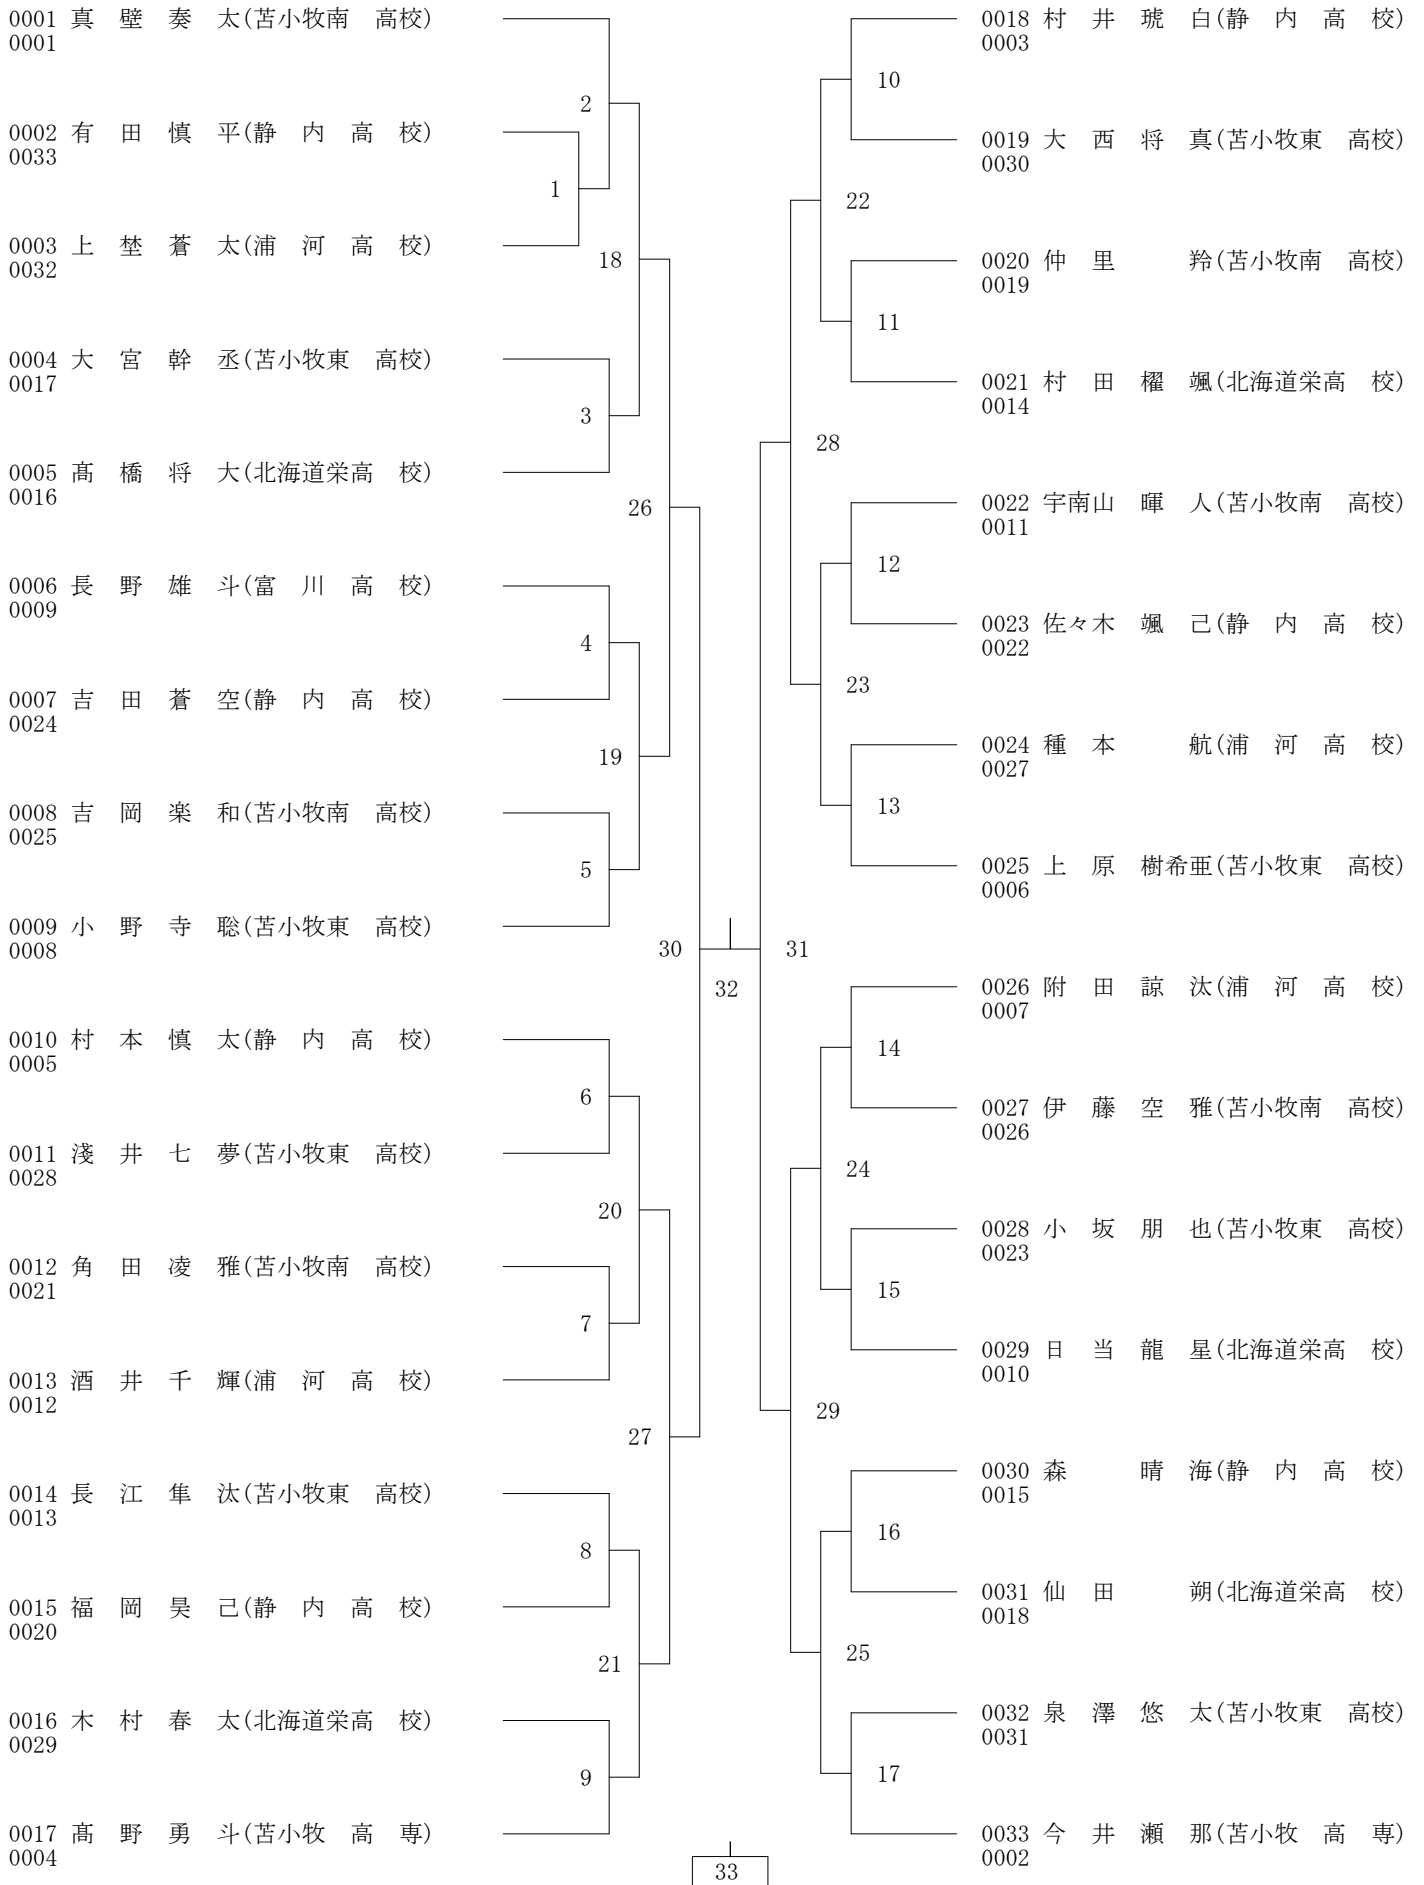 0001 真　壁　奏　太(苫小牧南　高校)
0001
2
0002 有　田　慎　平(静　内　高　校)
0033
1
0003 上　埜　蒼　太(浦　河　高　校)
0032
18
0004 大　宮　幹　丞(苫小牧東　高校)
0017
3
0005 髙　橋　将　大(北海道栄高　校)
0016
26
0006 長　野　雄　斗(富　川　高　校)
0009
4
0007 吉　田　蒼　空(静　内　高　校)
0024
19
0008 吉　岡　楽　和(苫小牧南　高校)
0025
5
0009 小　野　寺　聡(苫小牧東　高校)
0008
30
0010 村　本　慎　太(静　内　高　校)
0005
6
0011 淺　井　七　夢(苫小牧東　高校)
0028
20
0012 角　田　凌　雅(苫小牧南　高校)
0021
7
0013 酒　井　千　輝(浦　河　高　校)
0012
27
0014 長　江　隼　汰(苫小牧東　高校)
0013
8
0015 福　岡　昊　己(静　内　高　校)
0020
21
0016 木　村　春　太(北海道栄高　校)
0029
9
0017 髙　野　勇　斗(苫小牧　高　専)
0004
32
33
0018 村　井　琥　白(静　内　高　校)
0003
10
0019 大　西　将　真(苫小牧東　高校)
0030
22
0020 仲　里　　　羚(苫小牧南　高校)
0019
11
0021 村　田　櫂　颯(北海道栄高　校)
0014
28
0022 宇南山　暉　人(苫小牧南　高校)
0011
12
0023 佐々木　颯　己(静　内　高　校)
0022
23
0024 種　本　　　航(浦　河　高　校)
0027
13
0025 上　原　樹希亜(苫小牧東　高校)
0006
31
0026 附　田　諒　汰(浦　河　高　校)
0007
14
0027 伊　藤　空　雅(苫小牧南　高校)
0026
24
0028 小　坂　朋　也(苫小牧東　高校)
0023
15
0029 日　当　龍　星(北海道栄高　校)
0010
29
0030 森　　　晴　海(静　内　高　校)
0015
16
0031 仙　田　　　朔(北海道栄高　校)
0018
25
0032 泉　澤　悠　太(苫小牧東　高校)
0031
17
0033 今　井　瀬　那(苫小牧　高　専)
0002